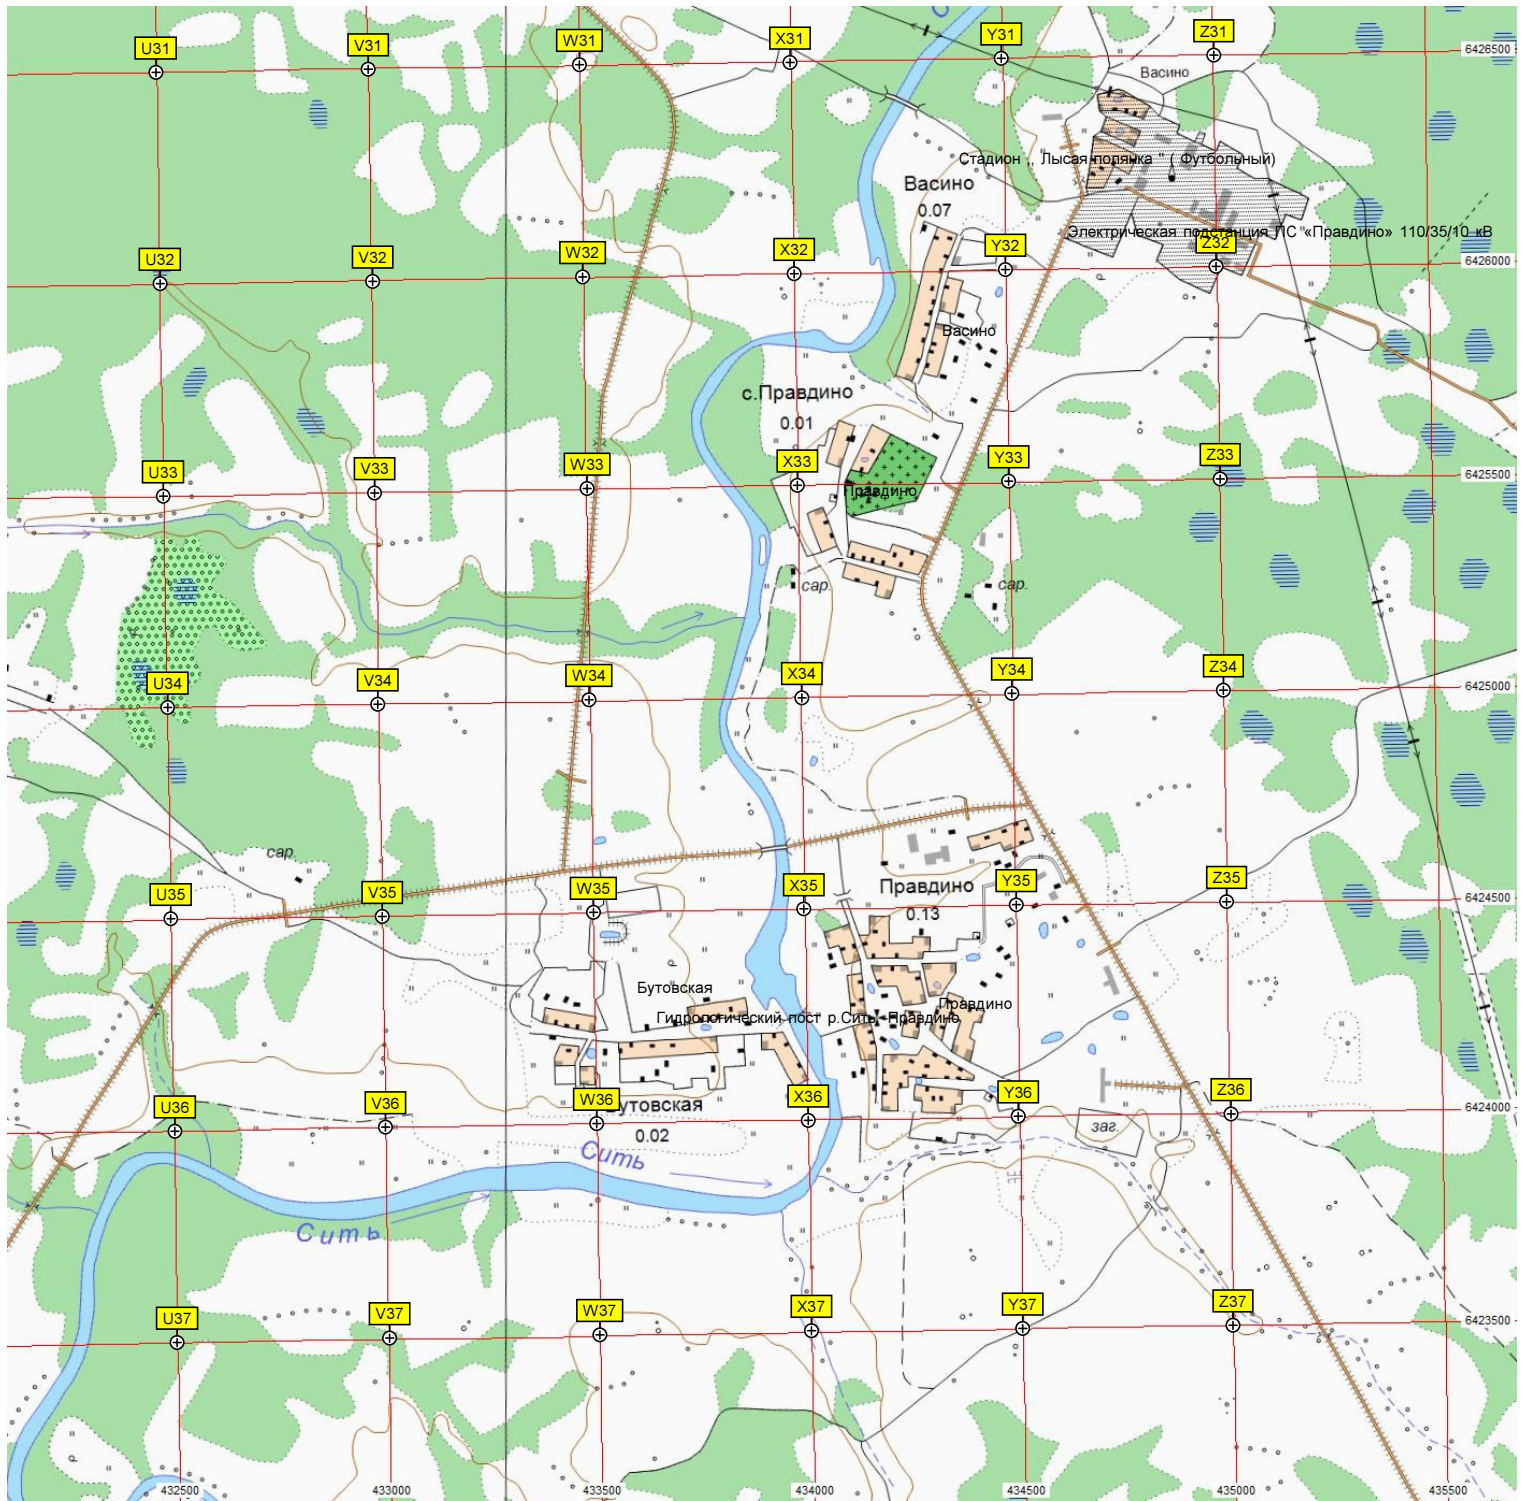 U31
V31
W31
X31
Y31
Z31
6426500
Васино
Стадион ,, Лысая полянка " ( Футбольный)
Васино
0.07
Электрическая подстанция ПС «Правдино» 110/35/10 кВ
U32
V32
W32
X32
Y32
Z32
6426000
Васино
с.Правдино
0.01
U33
V33
W33
X33
Y33
Z33
6425500
Правдино
сар.
сар.
U34
V34
W34
X34
Y34
Z34
6425000
сар.
Правдино
0.13
U35
V35
W35
X35
Y35
Z35
6424500
Бутовская
Правдино
Гидрологический пост р.Сить - Правдино
U36
V36
W36
X36
Y36
Z36
6424000
Бутовская
0.02
заг.
Сить
Сить
U37
V37
W37
X37
Y37
Z37
6423500
432500
433000
433500
434000
434500
435000
435500